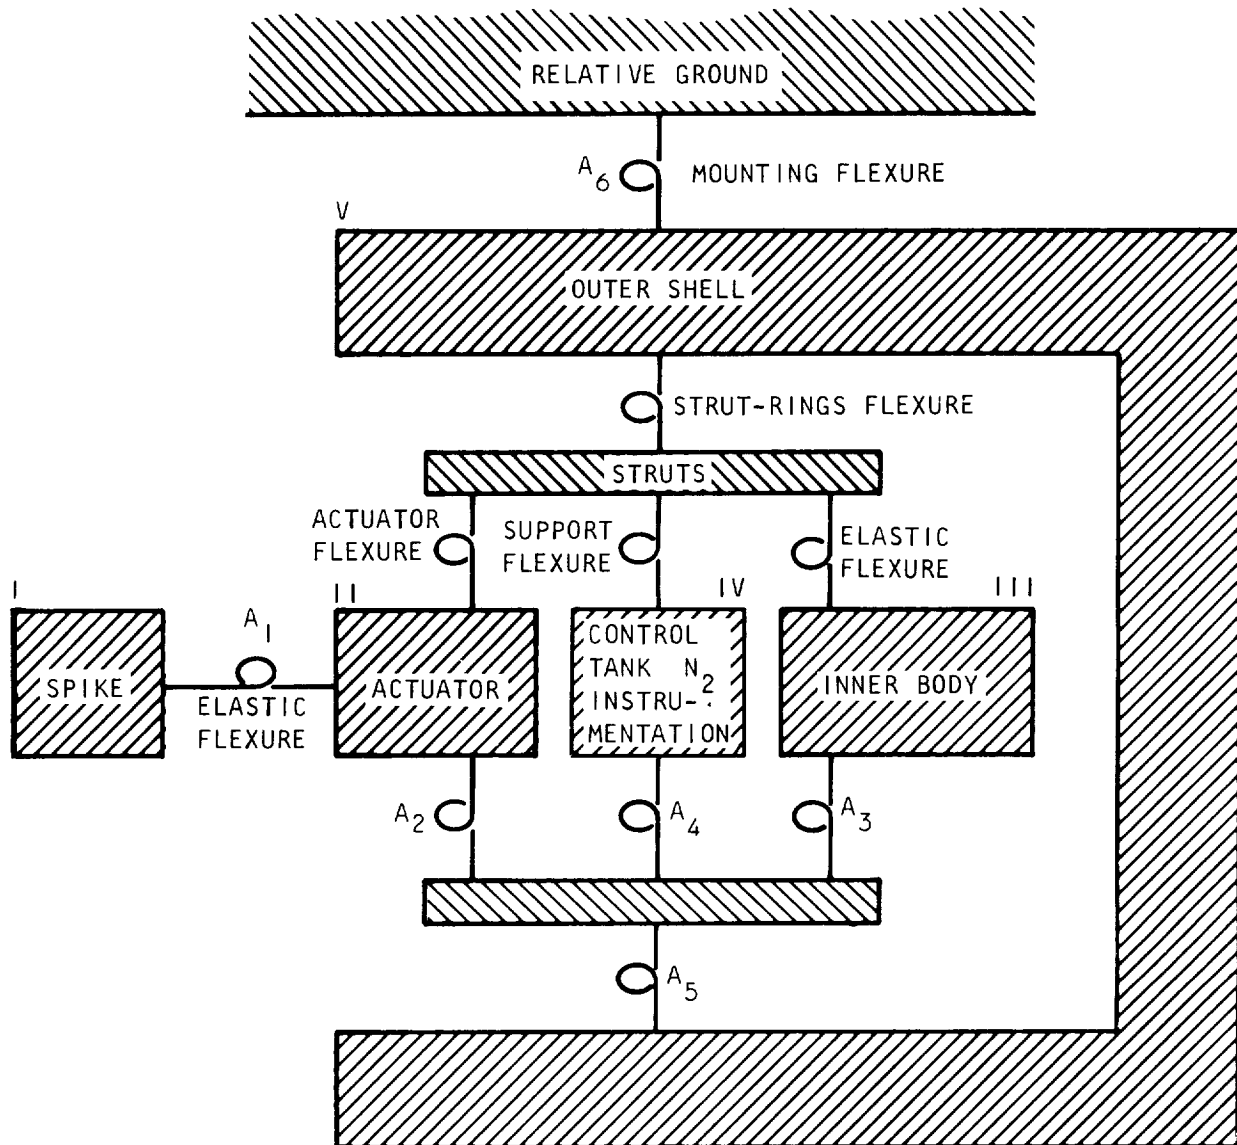 RELATIVE GROUND
A6
MOUNTING FLEXURE
V
OUTER SHELL
STRUT-RINGS FLEXURE
STRUTS
ACTUATOR
FLEXURE
SUPPORT
FLEXURE
ELASTIC
FLEXURE
I
II
IV
III
A1
SPIKE
ELASTIC
FLEXURE
ACTUATOR
CONTROL
TANK N2
INSTRU-
MENTATION
INNER BODY
A2
A4
A3
A5